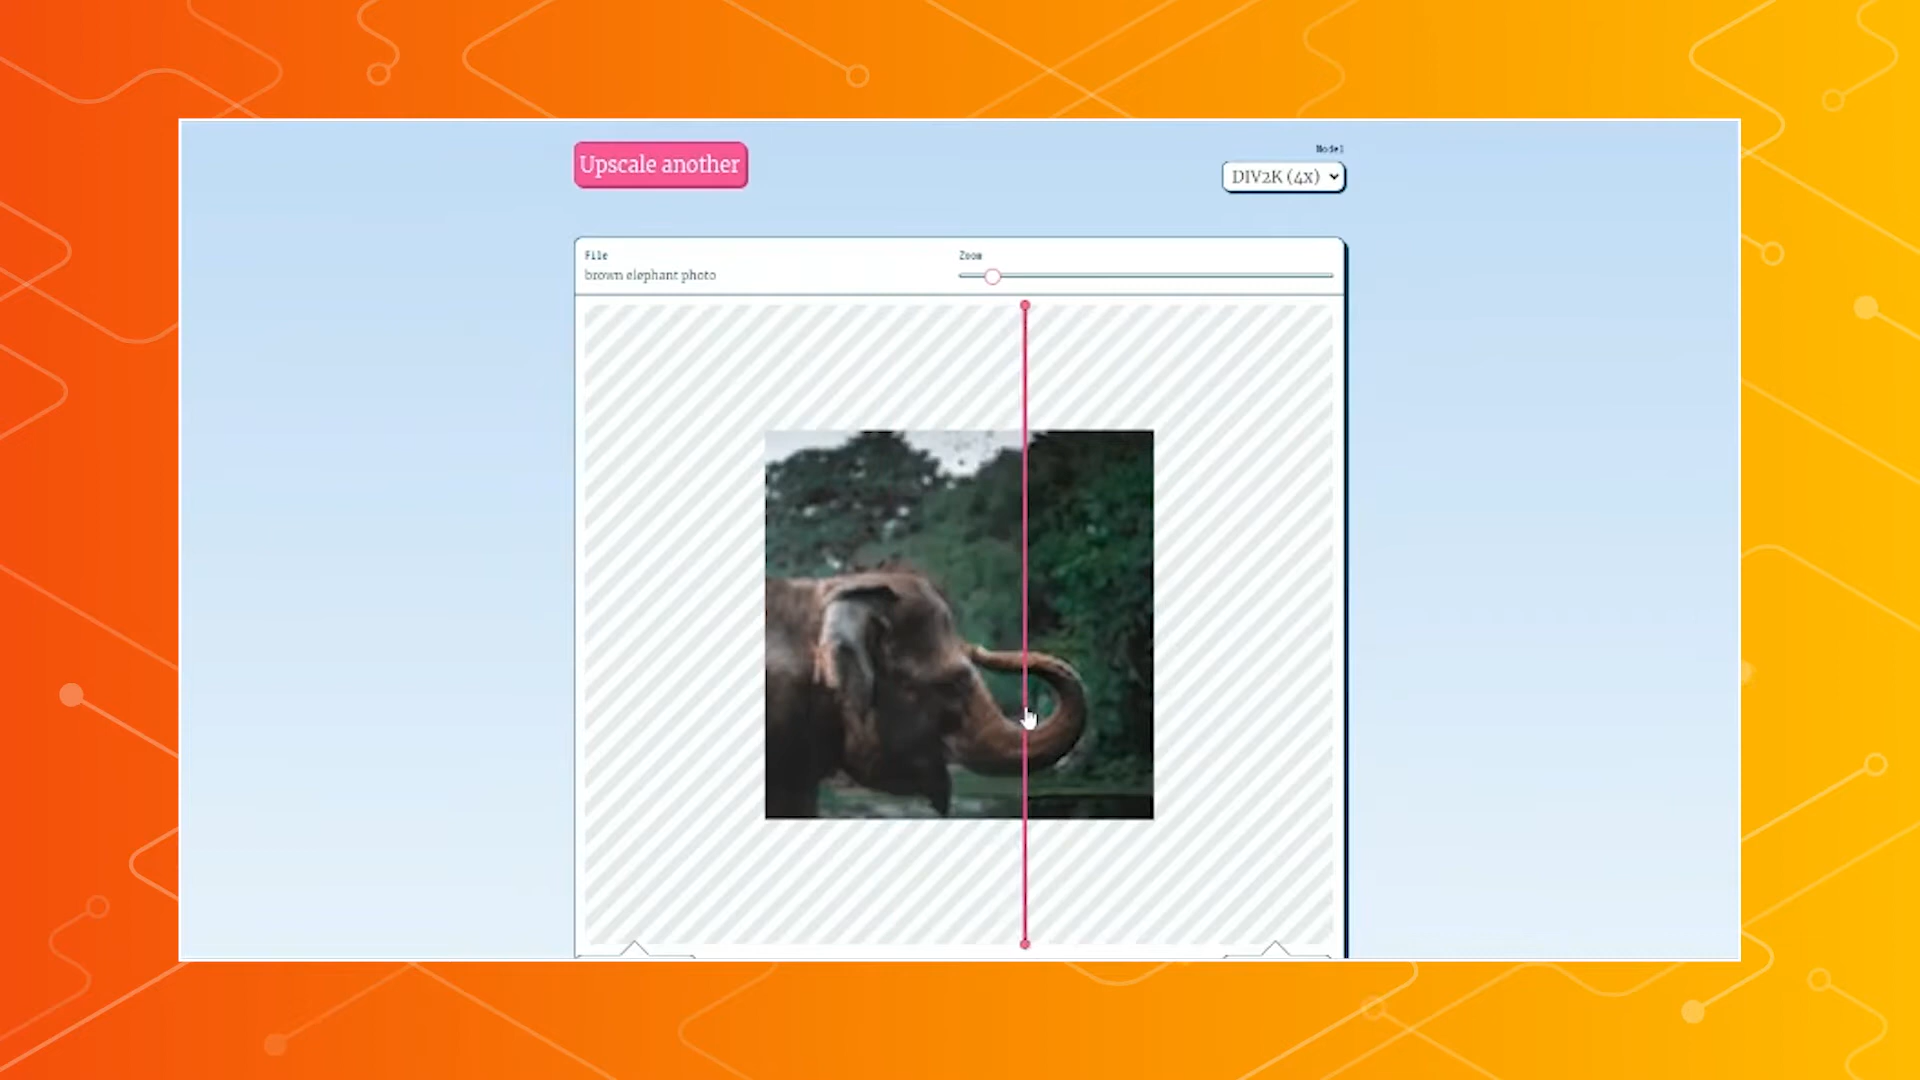 Upscale another
Model
DIV2K (4x)
File
Zoom
brown elephant photo